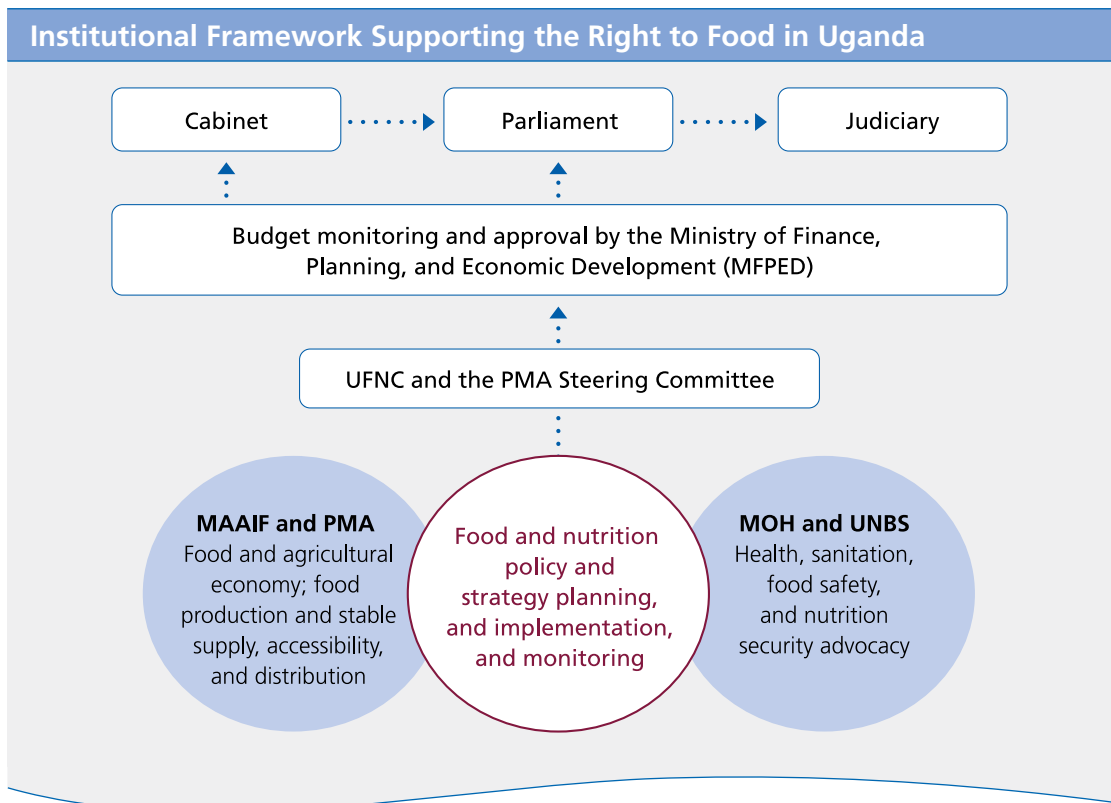 Institutional Framework Supporting the Right to Food in Uganda
Cabinet
Parliament
Judiciary
Budget monitoring and approval by the Ministry of Finance,
Planning, and Economic Development (MFPED)
UFNC and the PMA Steering Committee
MAAIF and PMA
Food and agricultural
economy; food
production and stable
supply, accessibility,
and distribution
Food and nutrition
policy and
strategy planning,
and implementation,
and monitoring
MOH and UNBS
Health, sanitation,
food safety,
and nutrition
security advocacy